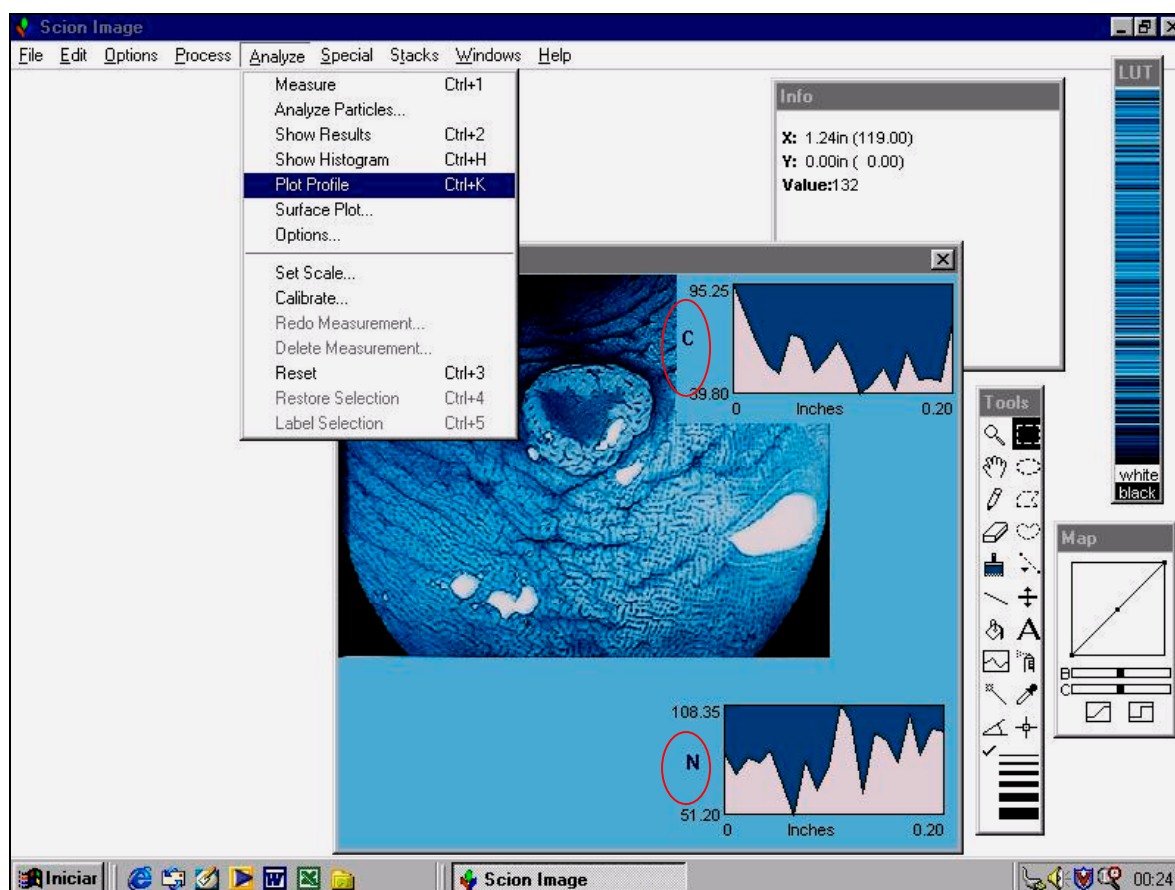 Scion Image
File Edit Options Process Analyze Special Stacks Windows Help
Measure Ctrl+1
Analyze Particles...
Show Results Ctrl+2
Show Histogram Ctrl+H
Plot Profile Ctrl+K
Surface Plot...
Options...
Set Scale...
Calibrate...
Redo Measurement...
Delete Measurement...
Reset Ctrl+3
Restore Selection Ctrl+4
Label Selection Ctrl+5
Info
X: 1.24in (119.00)
Y: 0.00in ( 0.00)
Value:132
LUT
white
black
95.25
C
39.80
0 Inches 0.20
Tools
A
Map
B
C
108.35
N
51.20
0 Inches 0.20
Iniciar
Scion Image
00:24